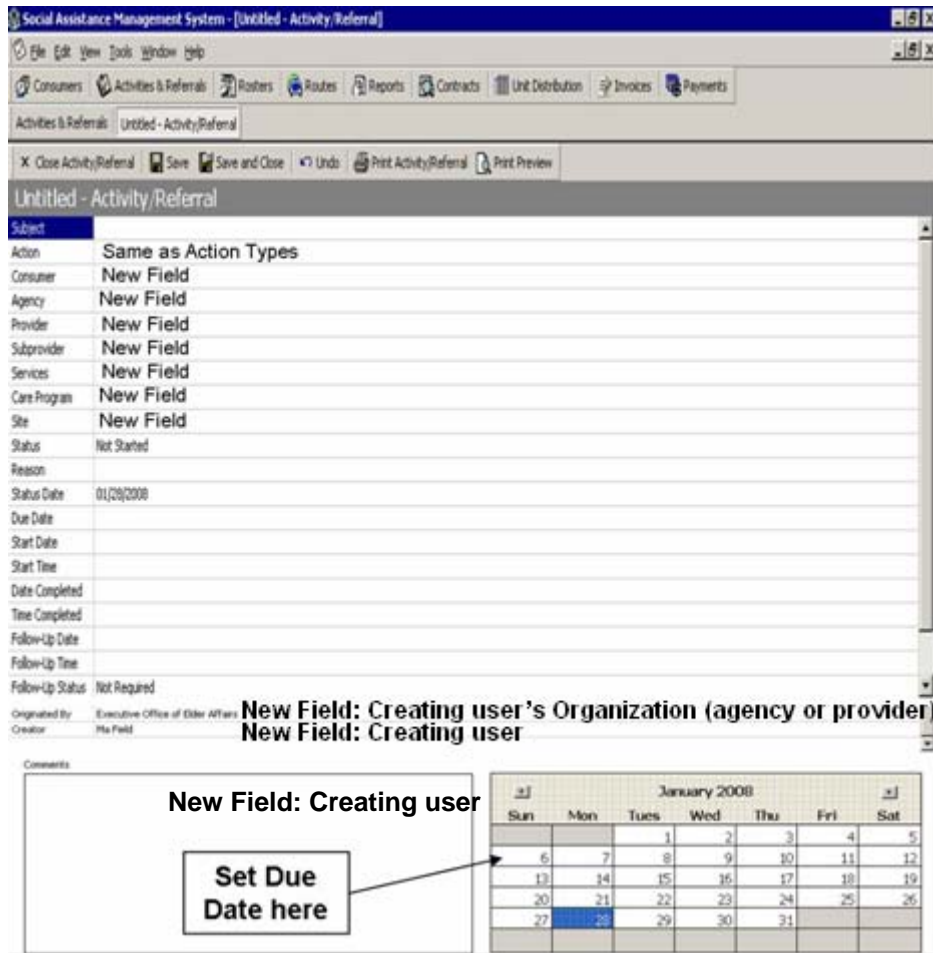 Social Assistance Management System - [Untitled - Activity/Referral]
File Edit View Tools Window Help
Consumers Activities & Referrals Rosters Routes Reports Contracts Unit Distribution Invoices Payments
Activities & Referrals Untitled - Activity/Referral
X Close Activity/Referral Save Save and Close Undo Print Activity/Referral Print Preview
Untitled - Activity/Referral
Subject
Action Same as Action Types
Consumer New Field
Agency New Field
Provider New Field
Subprovider New Field
Services New Field
Care Program New Field
Site New Field
Status Not Started
Reason
Status Date 01/28/2008
Due Date
Start Date
Start Time
Date Completed
Time Completed
Follow-Up Date
Follow-Up Time
Follow-Up Status Not Required
Originated By Executive Office of Elder Affairs New Field: Creating user's Organization (agency or provider)
Creator Ma Field New Field: Creating user
Comments
New Field: Creating user
Set Due
Date here
January 2008
Sun Mon Tues Wed Thu Fri Sat
1 2 3 4 5
6 7 8 9 10 11 12
13 14 15 16 17 18 19
20 21 22 23 24 25 26
27 28 29 30 31